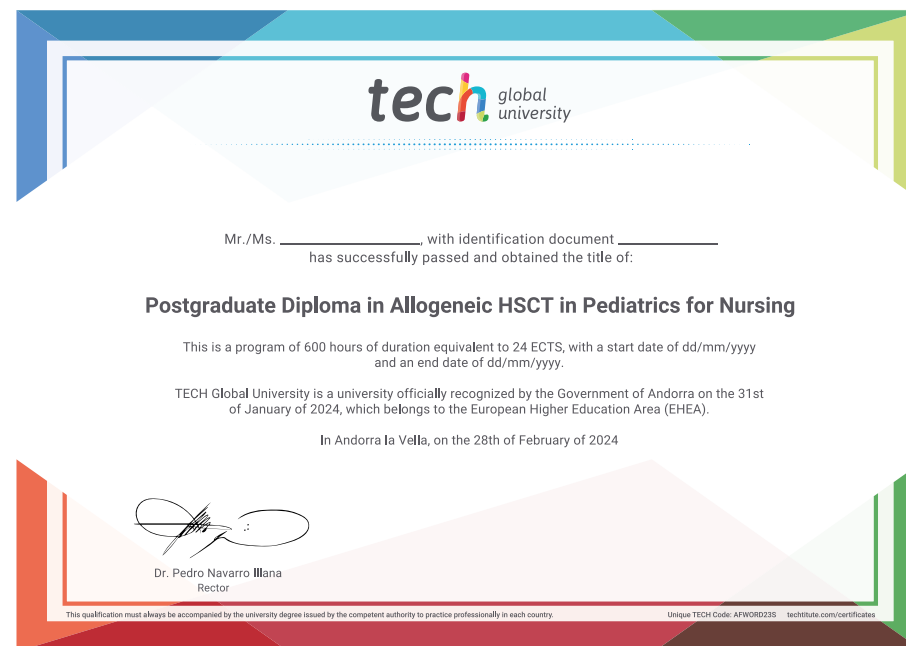 tech global university
Mr./Ms. ____________, with identification document ____________
has successfully passed and obtained the title of:
Postgraduate Diploma in Allogeneic HSCT in Pediatrics for Nursing
This is a program of 600 hours of duration equivalent to 24 ECTS, with a start date of dd/mm/yyyy
and an end date of dd/mm/yyyy.
TECH Global University is a university officially recognized by the Government of Andorra on the 31st
of January of 2024, which belongs to the European Higher Education Area (EHEA).
In Andorra la Vella, on the 28th of February of 2024
Dr. Pedro Navarro Illana
Rector
This qualification must always be accompanied by the university degree issued by the competent authority to practice professionally in each country.
Unique TECH Code: AFWORD23S techtitute.com/certificates